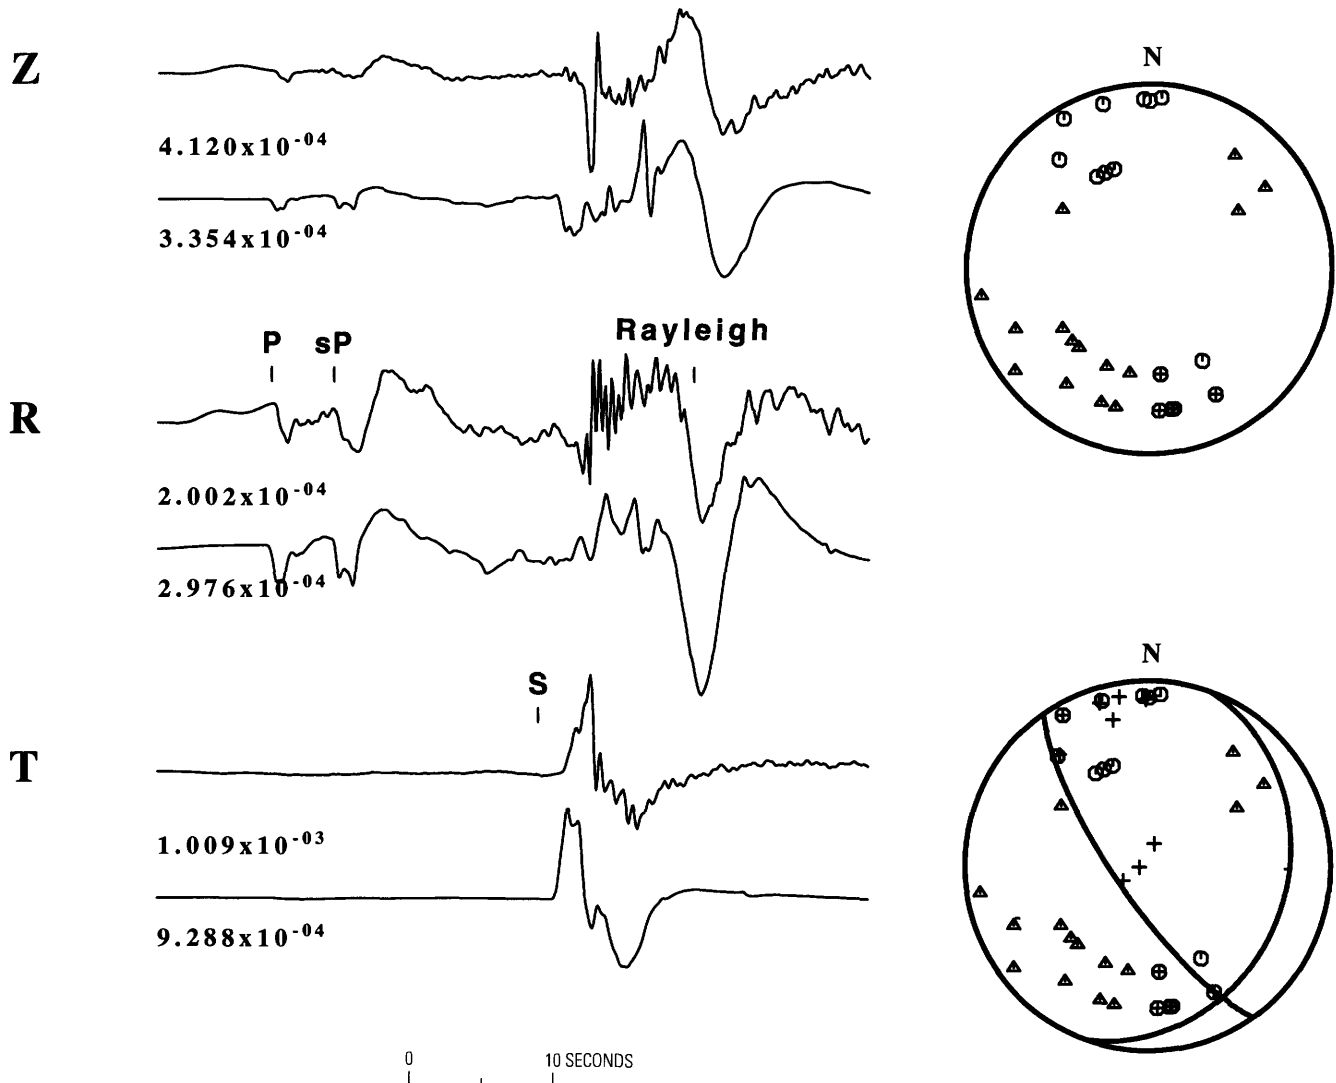 Z
4.120x10⁻⁰⁴
3.354x10⁻⁰⁴
N
R
P sP Rayleigh
2.002x10⁻⁰⁴
2.976x10⁻⁰⁴
T
S
1.009x10⁻⁰³
9.288x10⁻⁰⁴
N
0 10 SECONDS